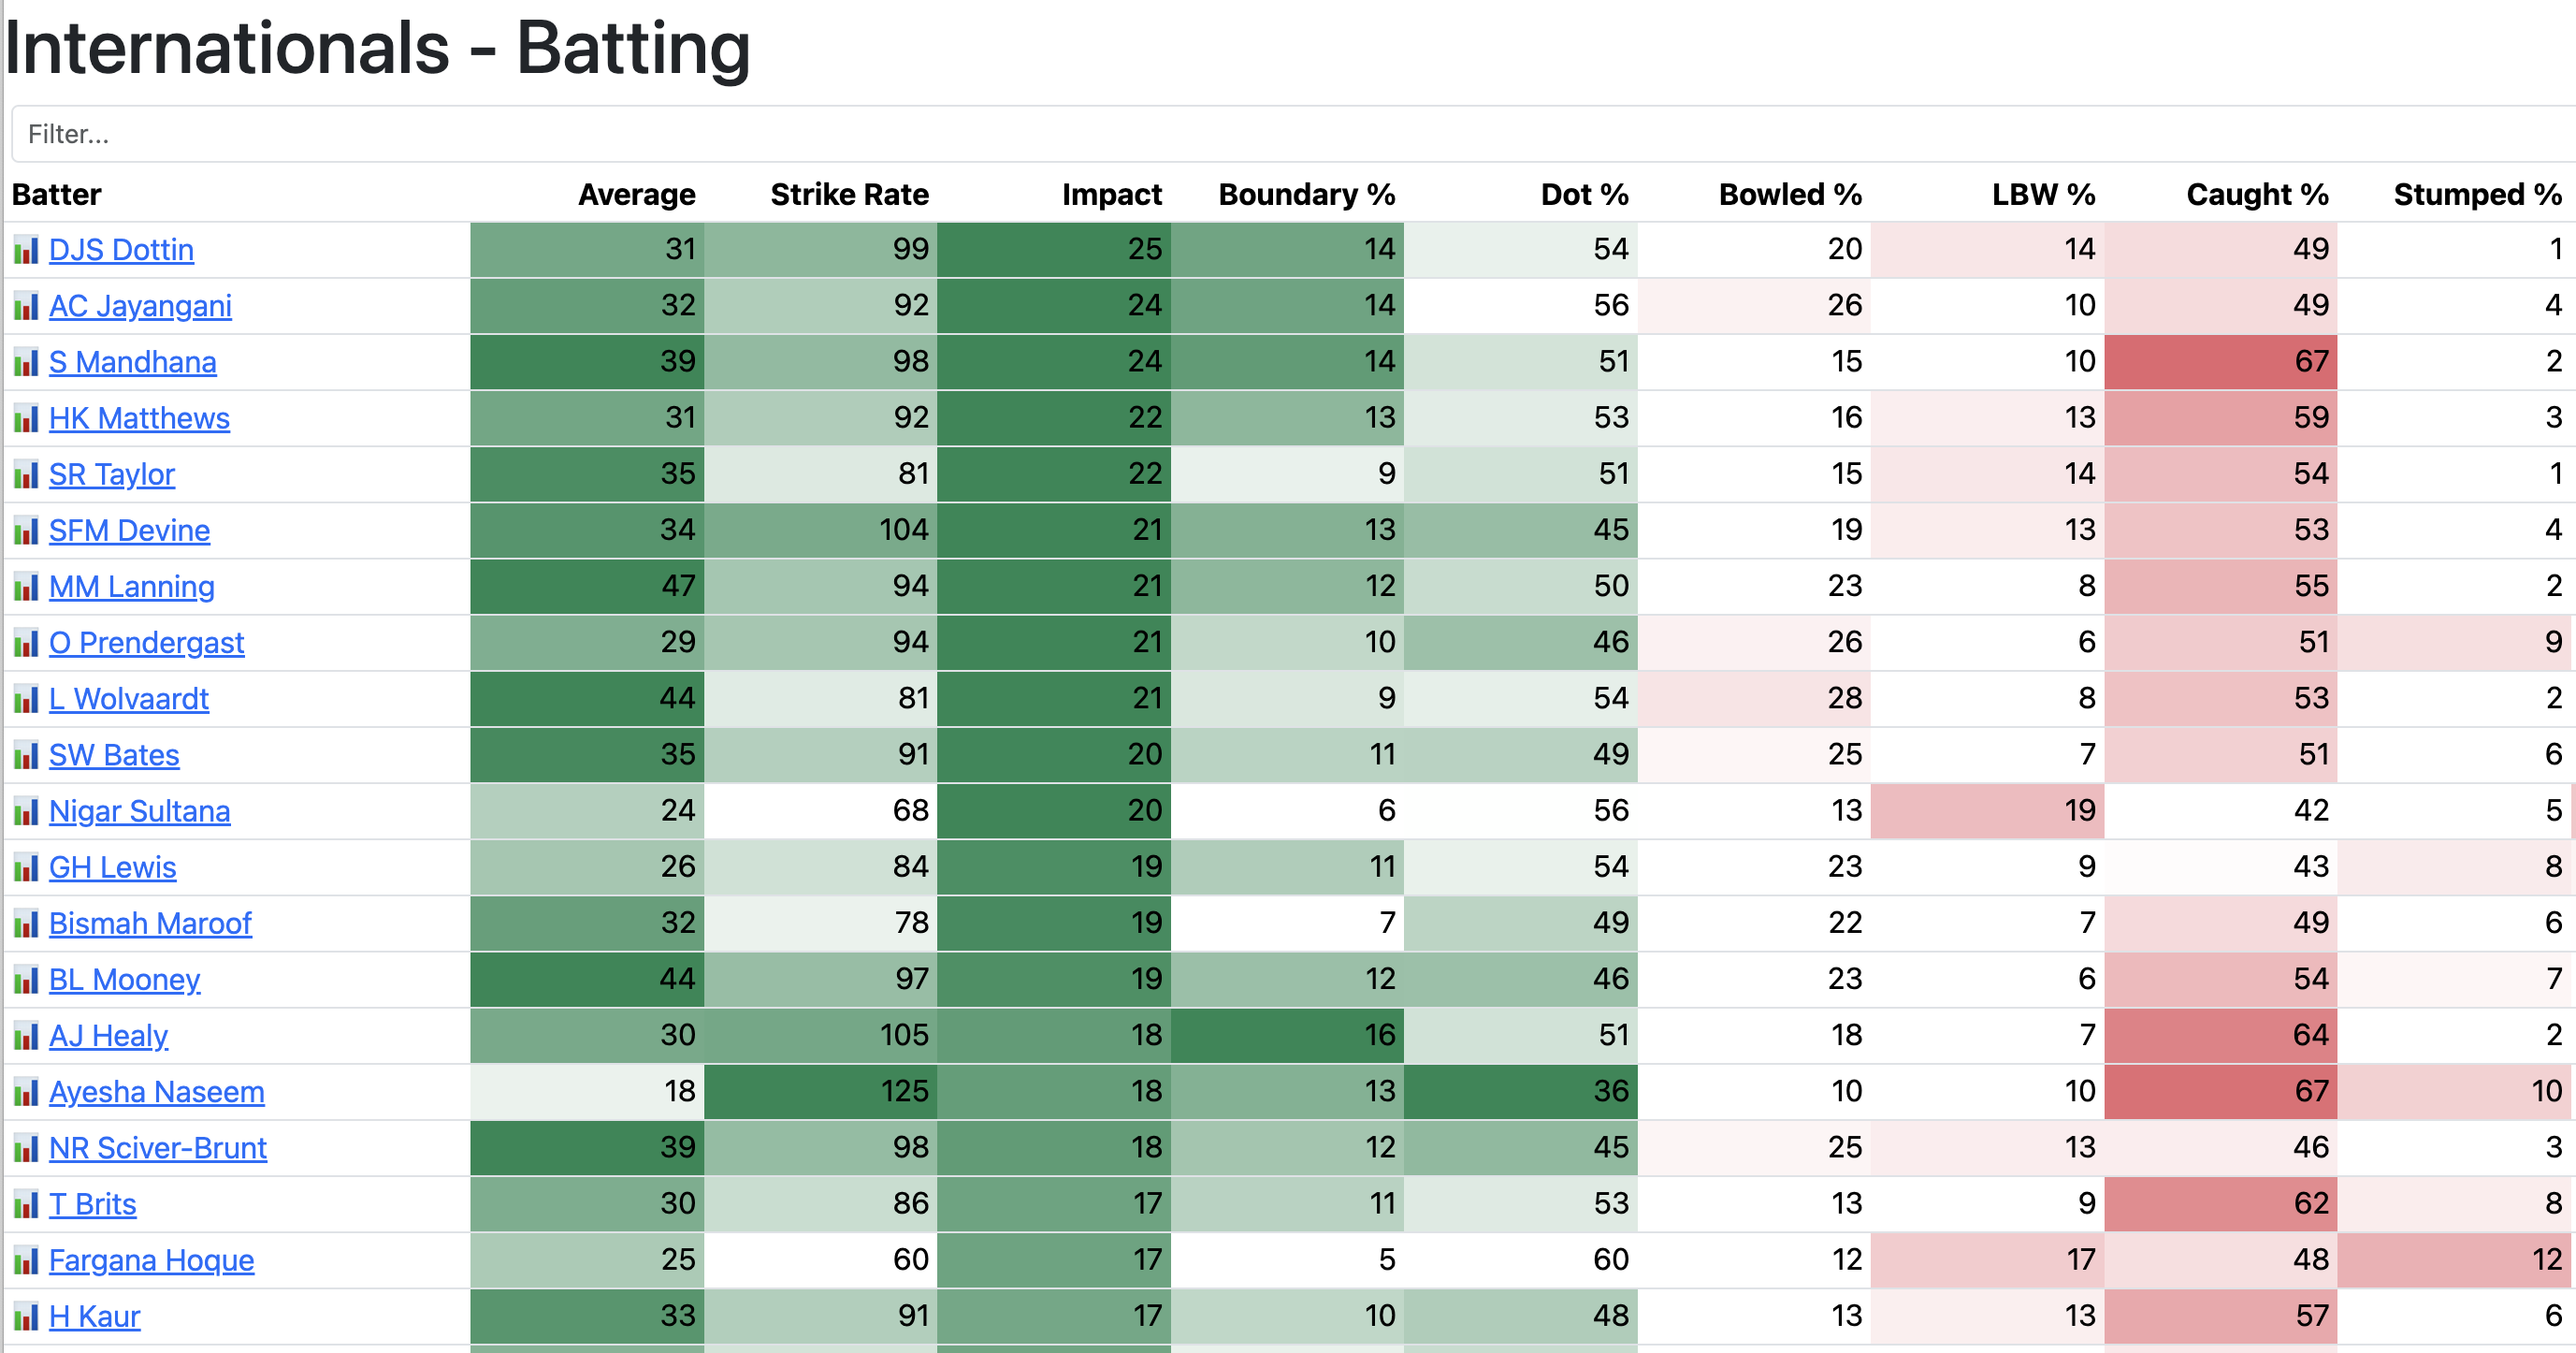 Internationals - Batting
Filter...
Batter Average Strike Rate Impact Boundary % Dot % Bowled % LBW % Caught % Stumped %
DJS Dottin 31 99 25 14 54 20 14 49 1
AC Jayangani 32 92 24 14 56 26 10 49 4
S Mandhana 39 98 24 14 51 15 10 67 2
HK Matthews 31 92 22 13 53 16 13 59 3
SR Taylor 35 81 22 9 51 15 14 54 1
SFM Devine 34 104 21 13 45 19 13 53 4
MM Lanning 47 94 21 12 50 23 8 55 2
O Prendergast 29 94 21 10 46 26 6 51 9
L Wolvaardt 44 81 21 9 54 28 8 53 2
SW Bates 35 91 20 11 49 25 7 51 6
Nigar Sultana 24 68 20 6 56 13 19 42 5
GH Lewis 26 84 19 11 54 23 9 43 8
Bismah Maroof 32 78 19 7 49 22 7 49 6
BL Mooney 44 97 19 12 46 23 6 54 7
AJ Healy 30 105 18 16 51 18 7 64 2
Ayesha Naseem 18 125 18 13 36 10 10 67 10
NR Sciver-Brunt 39 98 18 12 45 25 13 46 3
T Brits 30 86 17 11 53 13 9 62 8
Fargana Hoque 25 60 17 5 60 12 17 48 12
H Kaur 33 91 17 10 48 13 13 57 6